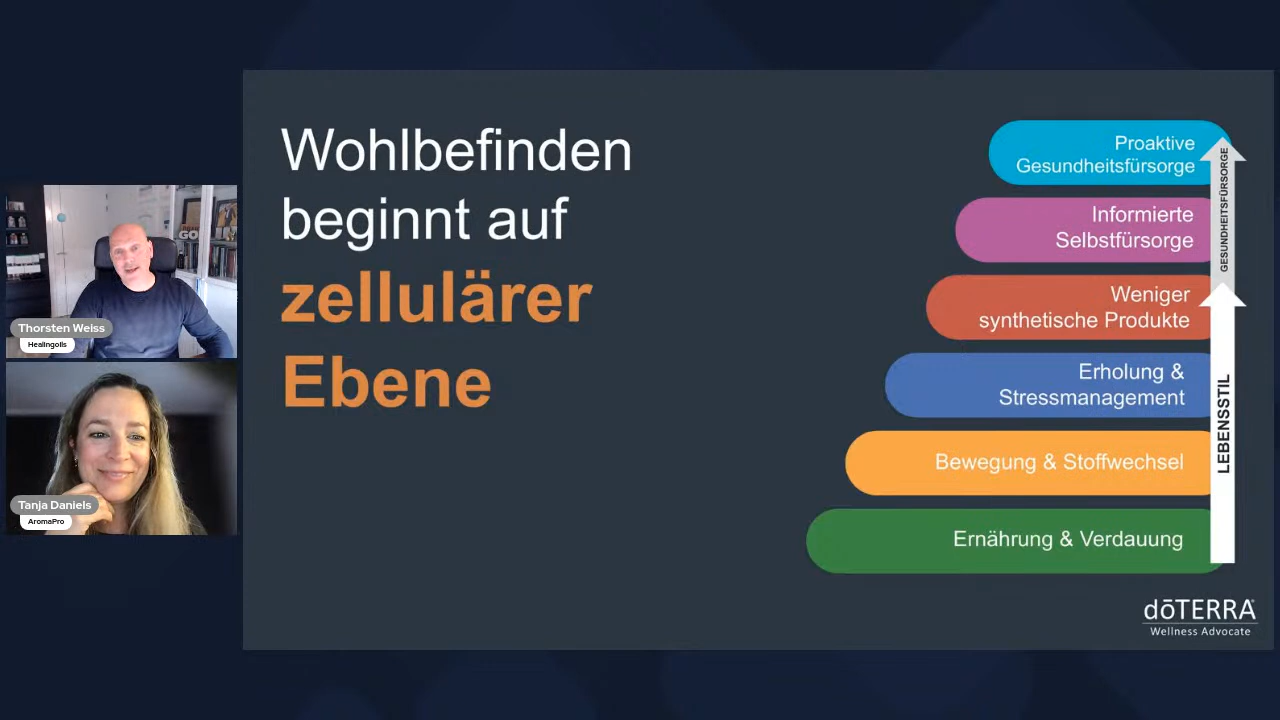 Wohlbefinden
beginnt auf
zellulärer
Ebene
Proaktive
Gesundheitsfürsorge
Informierte
Selbstfürsorge
Weniger
synthetische Produkte
Erholung &
Stressmanagement
Bewegung & Stoffwechsel
Ernährung & Verdauung
GESUNDHEITSFÜRSORGE
LEBENSSTIL
dōTERRA
Wellness Advocate
GO
Thorsten Weiss
Healingoils
Tanja Daniels
AromaPro